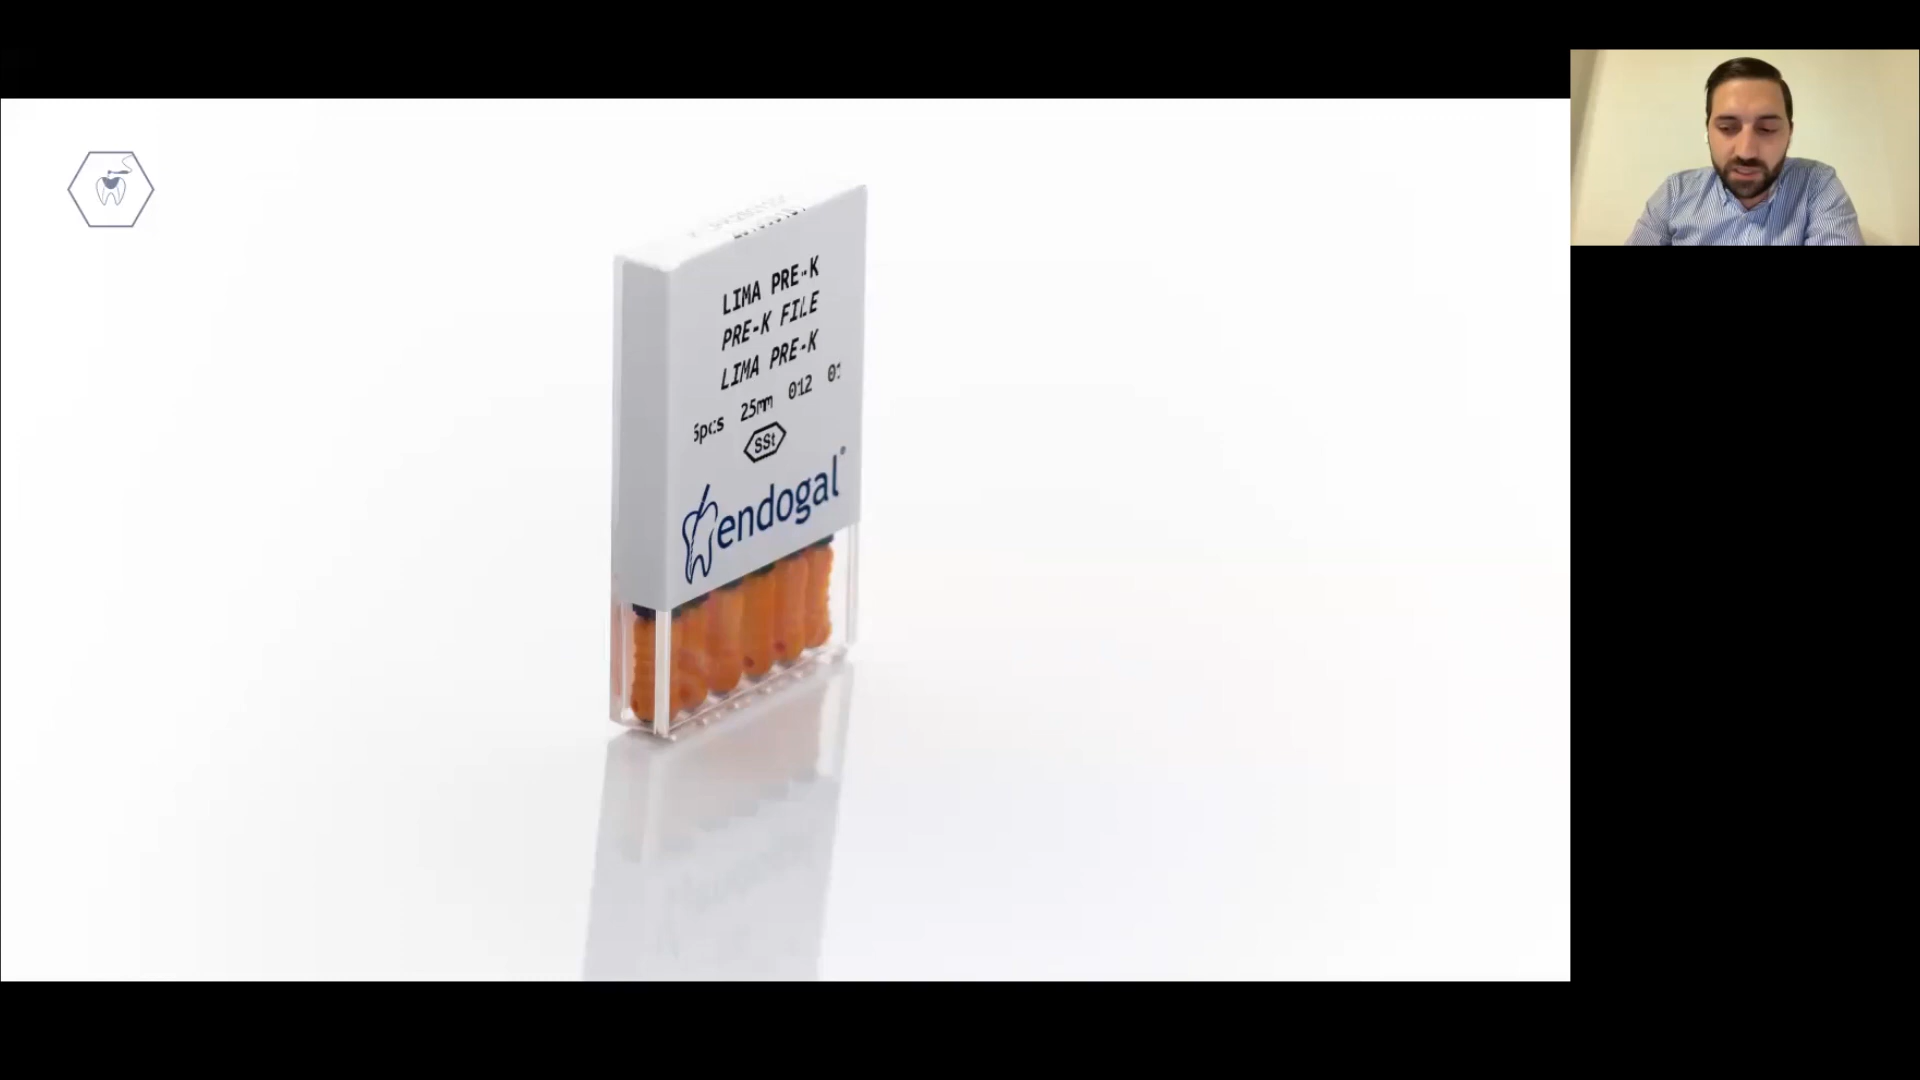 LIMA PRE-K
PRE-K FILE
LIMA PRE-K
6pcs 25mm 012
SSt
endogal®